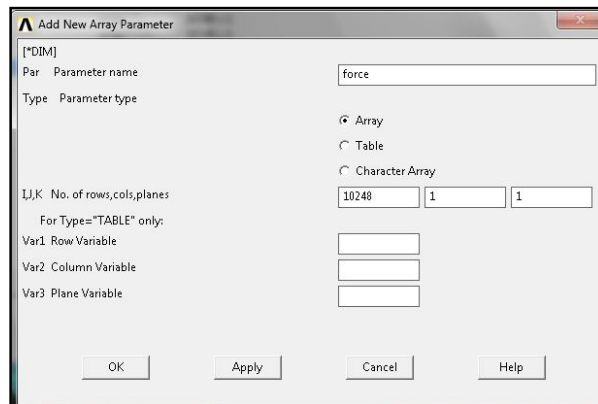 Add New Array Parameter
[*DIM]
Par Parameter name force
Type Parameter type
Array
Table
Character Array
I,J,K No. of rows,cols,planes 10248 1 1
For Type="TABLE" only:
Var1 Row Variable
Var2 Column Variable
Var3 Plane Variable
OK Apply Cancel Help